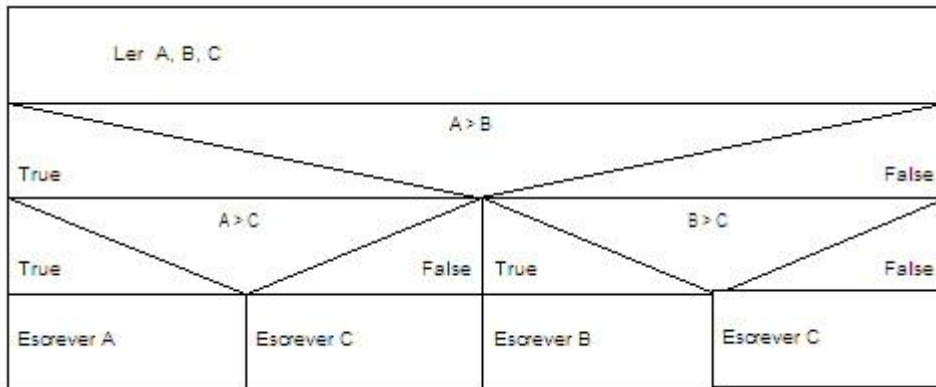 Ler A, B, C
A > B
True
False
A > C
B > C
True
False
True
False
Escrever A
Escrever C
Escrever B
Escrever C